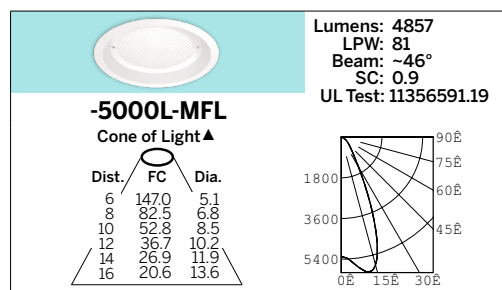 Lumens: 4857
LPW: 81
Beam: ~46°
SC: 0.9
UL Test: 11356591.19
-5000L-MFL
Cone of Light▲
Dist. FC Dia.
6 147.0 5.1
8 82.5 6.8
10 52.8 8.5
12 36.7 10.2
14 26.9 11.9
16 20.6 13.6
90Ê
75Ê
1800
60Ê
3600
45Ê
5400
0Ê 15Ê 30Ê